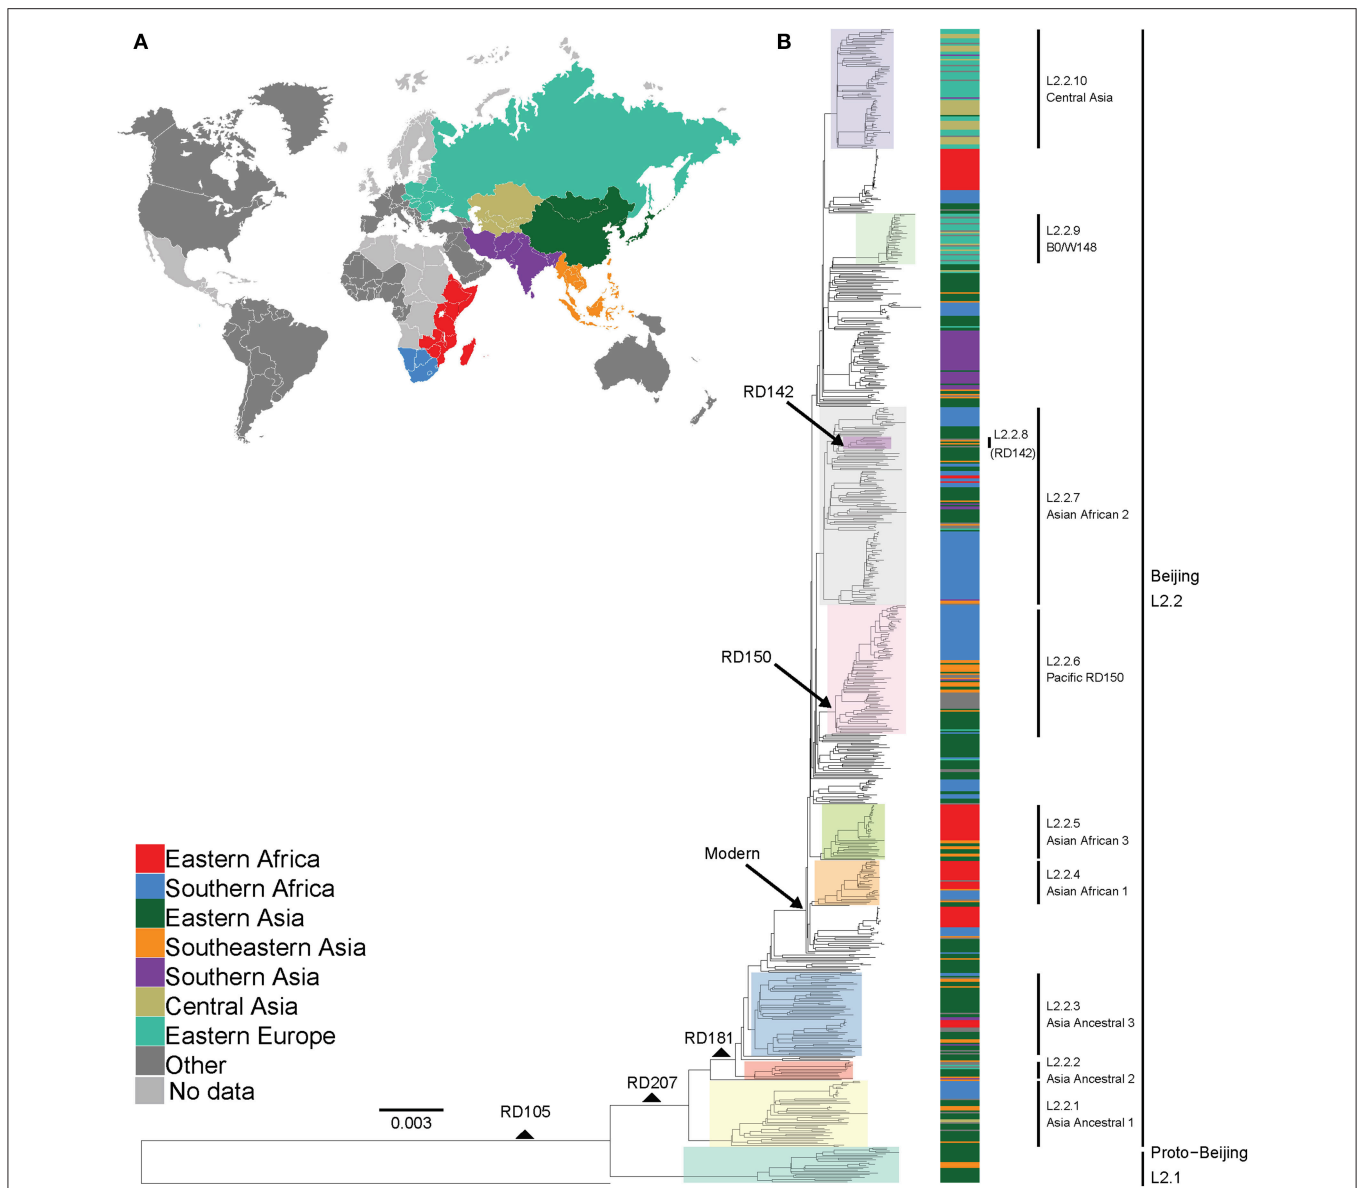 A
B
L2.2.10
Central Asia
L2.2.9
B0/W148
RD142
L2.2.8
(RD142)
L2.2.7
Asian African 2
Beijing
L2.2
RD150
L2.2.6
Pacific RD150
L2.2.5
Asian African 3
Modern
L2.2.4
Asian African 1
Eastern Africa
Southern Africa
Eastern Asia
Southeastern Asia
Southern Asia
Central Asia
Eastern Europe
Other
No data
L2.2.3
Asia Ancestral 3
RD181
L2.2.2
Asia Ancestral 2
RD207
L2.2.1
Asia Ancestral 1
RD105
0.003
Proto−Beijing
L2.1